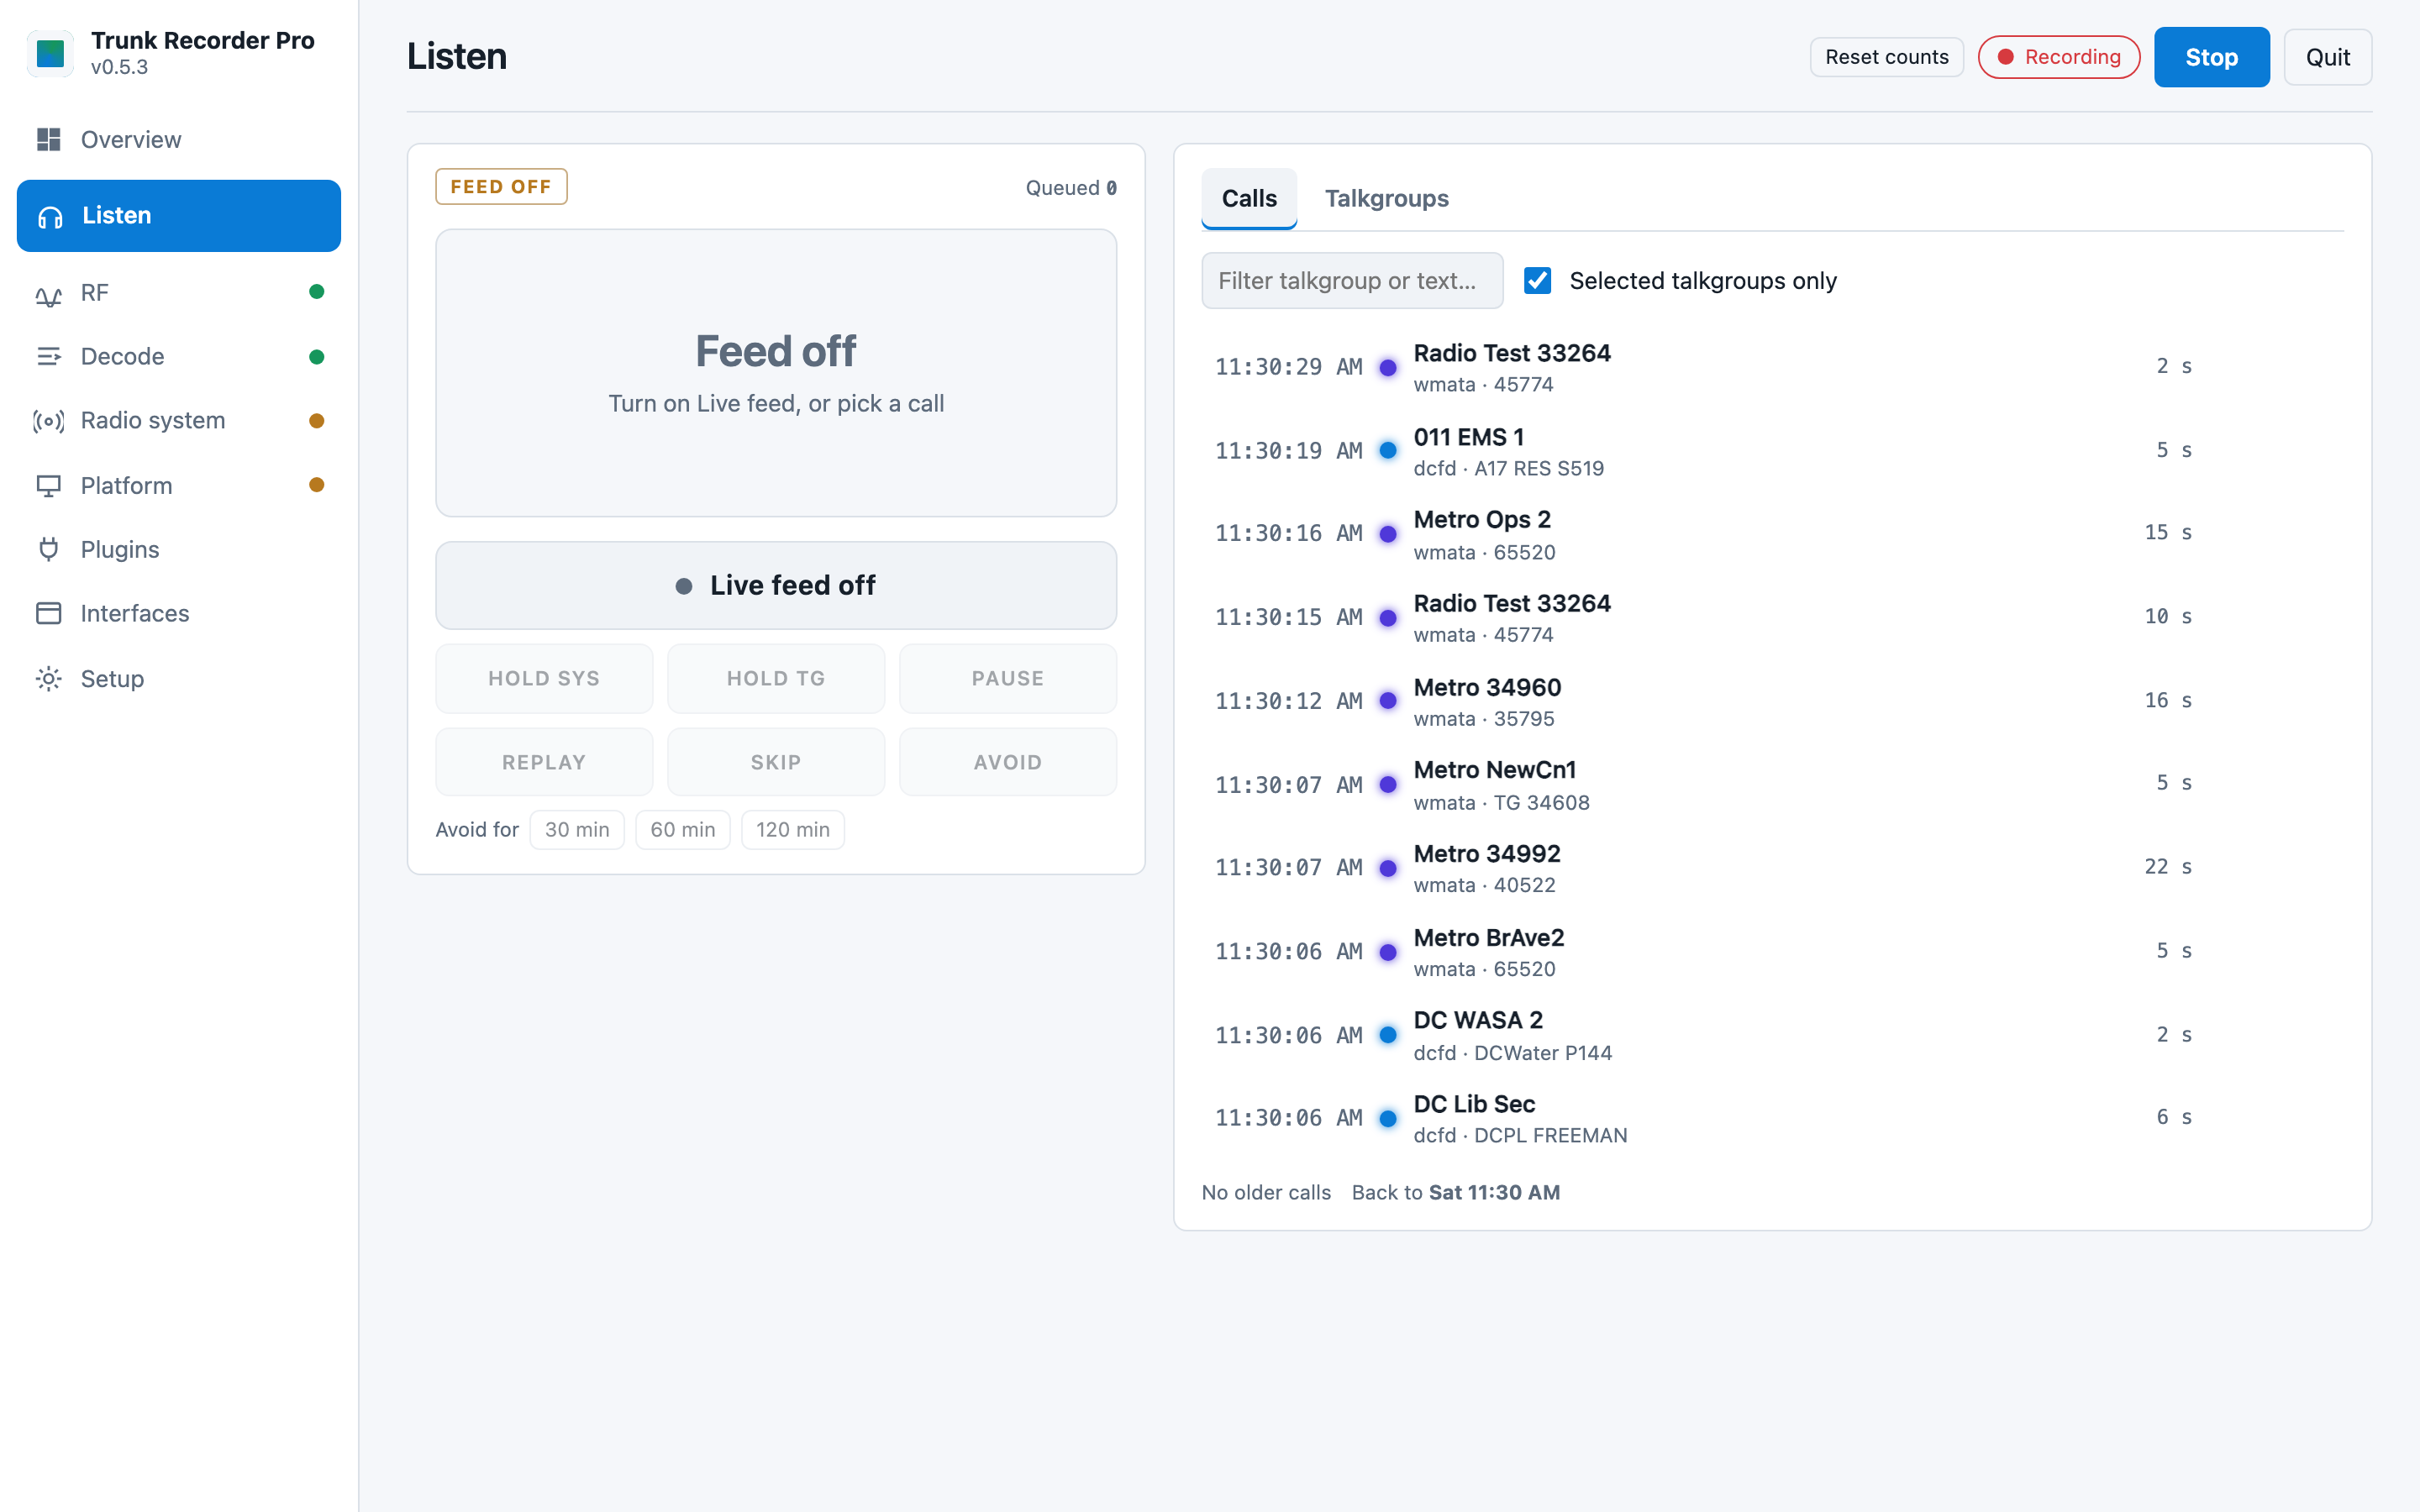 Trunk Recorder Pro
v0.5.3
Overview
Listen
RF
Decode
Radio system
Platform
Plugins
Interfaces
Setup
Listen
Reset counts
Recording
Stop
Quit
FEED OFF
Queued 0
Feed off
Turn on Live feed, or pick a call
Live feed off
HOLD SYS HOLD TG PAUSE
REPLAY SKIP AVOID
Avoid for 30 min 60 min 120 min
Calls Talkgroups
Filter talkgroup or text... Selected talkgroups only
11:30:29 AM Radio Test 33264 2 s
wmata · 45774
11:30:19 AM 011 EMS 1 5 s
dcfd · A17 RES S519
11:30:16 AM Metro Ops 2 15 s
wmata · 65520
11:30:15 AM Radio Test 33264 10 s
wmata · 45774
11:30:12 AM Metro 34960 16 s
wmata · 35795
11:30:07 AM Metro NewCn1 5 s
wmata · TG 34608
11:30:07 AM Metro 34992 22 s
wmata · 40522
11:30:06 AM Metro BrAve2 5 s
wmata · 65520
11:30:06 AM DC WASA 2 2 s
dcfd · DCWater P144
11:30:06 AM DC Lib Sec 6 s
dcfd · DCPL FREEMAN
No older calls Back to Sat 11:30 AM